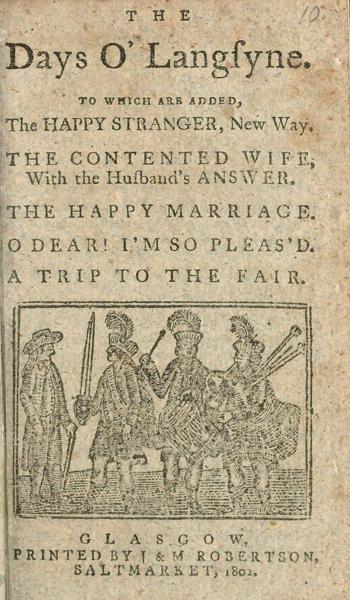 THE
10
Days O' Langſyne.
TO WHICH ARE ADDED,
The HAPPY STRANGER, New Way.
THE CONTENTED WIFE,
With the Huſband's ANSWER.
THE HAPPY MARRIAGE.
O DEAR! I'M SO PLEAS'D.
A TRIP TO THE FAIR.
GLASGOW,
PRINTED BY J & M ROBERTSON,
SALTMARKET, 1802.